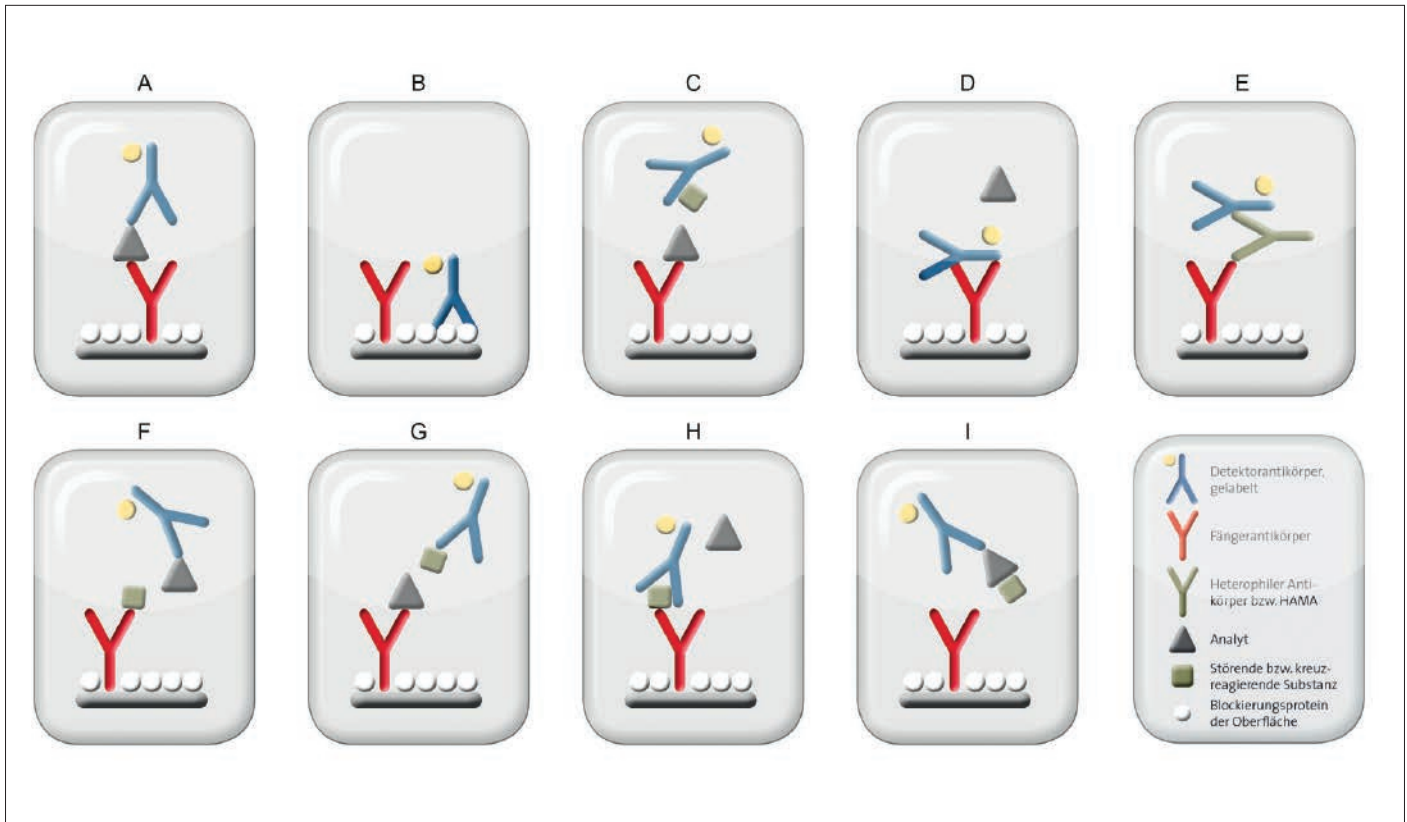 A
B
C
D
E
F
G
H
I
Detektorantikörper,
gelabelt
Fängerantikörper
Heterophiler Anti-
körper bzw. HAMA
Analyt
Störende bzw. kreuz-
reagierende Substanz
Blockierungsprotein
der Oberfläche